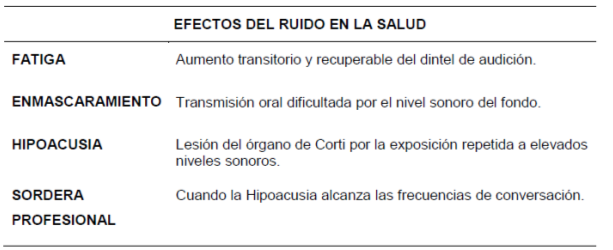 EFECTOS DEL RUIDO EN LA SALUD
FATIGA Aumento transitorio y recuperable del dintel de audición.
ENMASCARAMIENTO Transmisión oral dificultada por el nivel sonoro del fondo.
HIPOACUSIA Lesión del órgano de Corti por la exposición repetida a elevados
niveles sonoros.
SORDERA Cuando la Hipoacusia alcanza las frecuencias de conversación.
PROFESIONAL